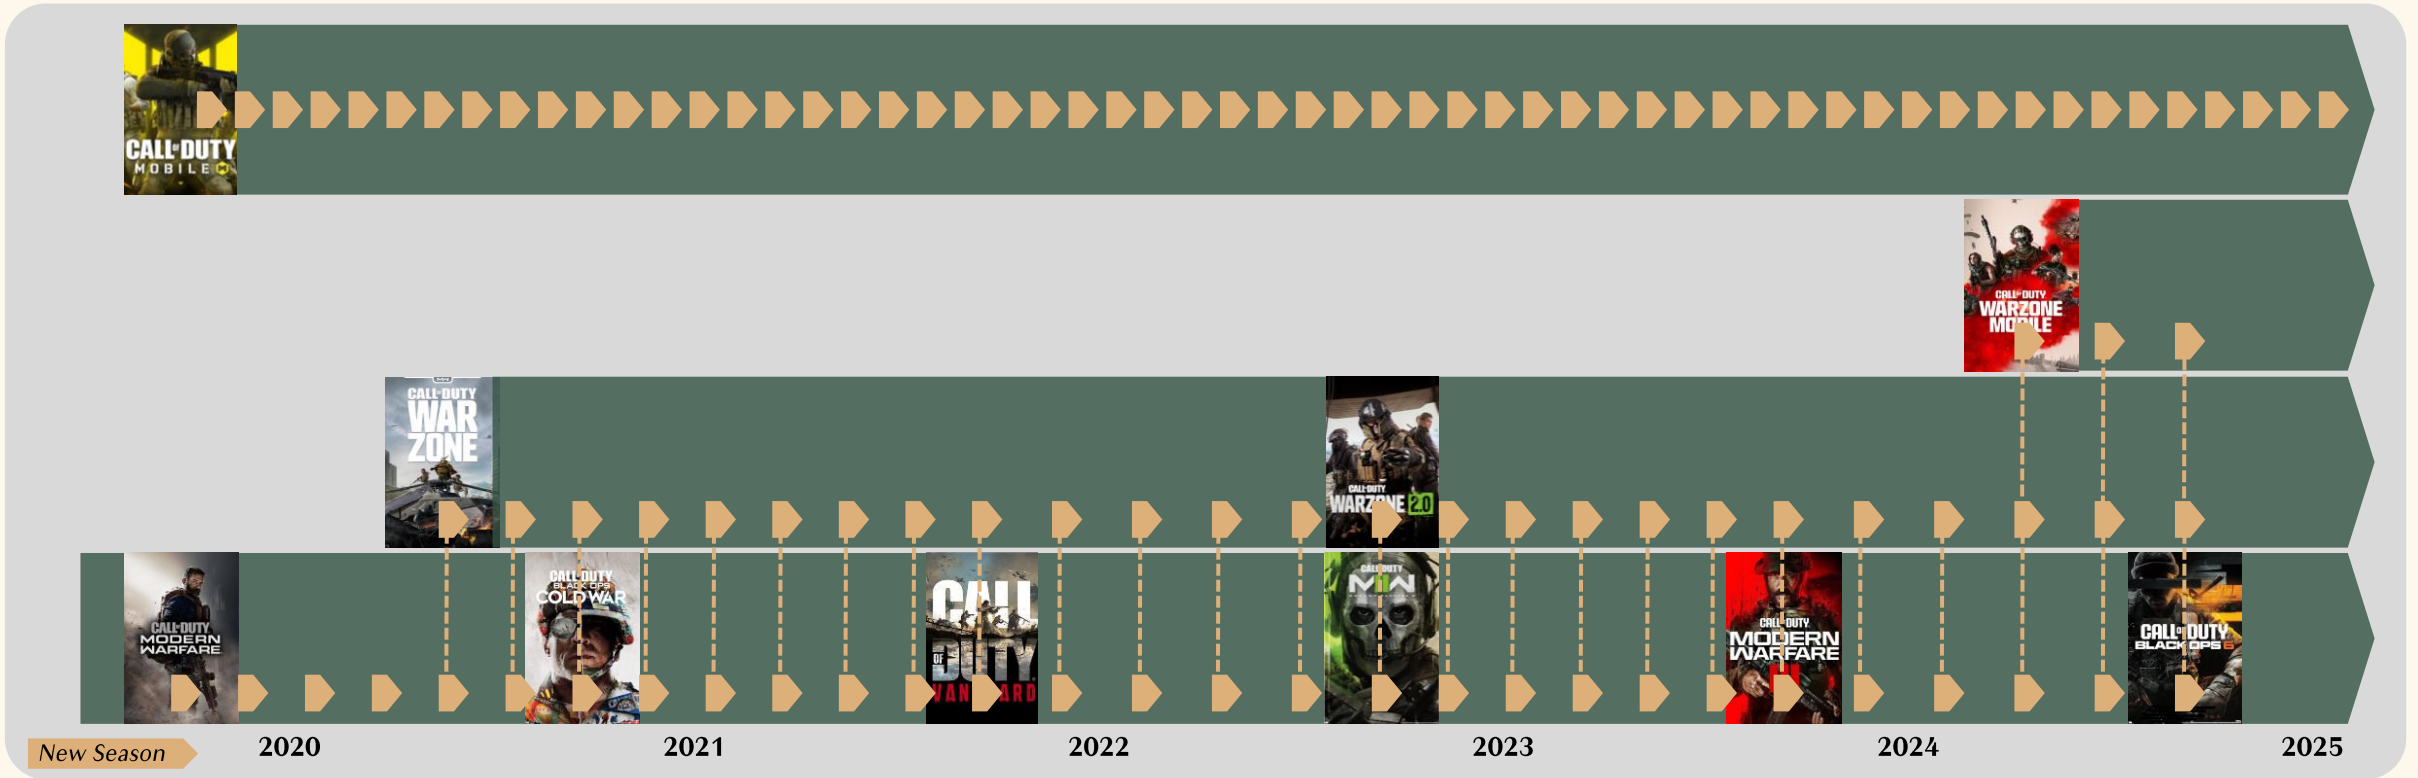 CALL OF DUTY
MOBILE
CALL OF DUTY
WARZONE
MOBILE
CALL OF DUTY
WAR
ZONE
CALL OF DUTY
WARZONE 2.0
CALL OF DUTY
MODERN
WARFARE
CALL OF DUTY
BLACK OPS
COLD WAR
CALL
OF DUTY
VANGUARD
CALL OF DUTY
MWII
CALL OF DUTY
MODERN
WARFARE
III
CALL OF DUTY
BLACK OPS 6
New Season
2020
2021
2022
2023
2024
2025